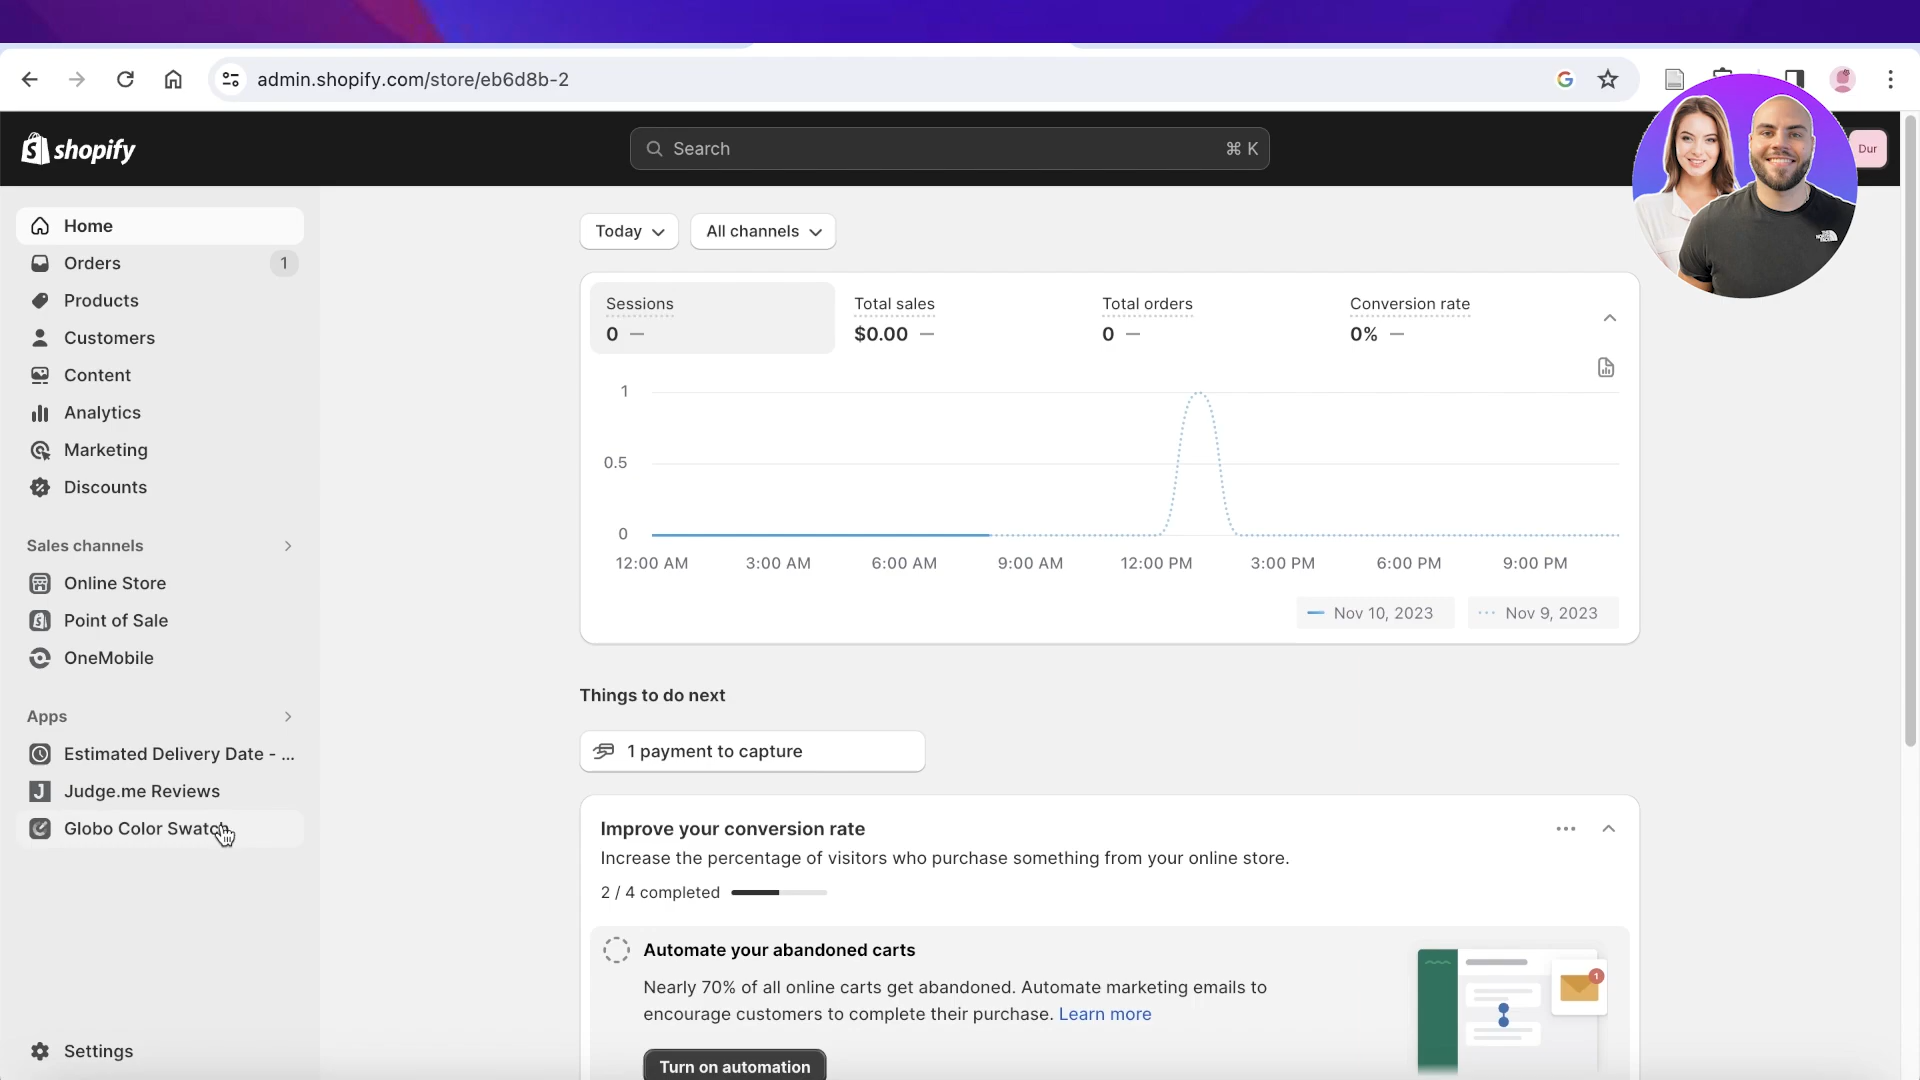 admin.shopify.com/store/eb6d8b-2
shopify
Search
⌘ K
Dur
Home
Orders
1
Products
Customers
Content
Analytics
Marketing
Discounts
Sales channels
Online Store
Point of Sale
OneMobile
Apps
Estimated Delivery Date - ...
Judge.me Reviews
Globo Color Swatch
Settings
Today
All channels
Sessions
0 —
Total sales
$0.00 —
Total orders
0 —
Conversion rate
0% —
1
0.5
0
12:00 AM 3:00 AM 6:00 AM 9:00 AM 12:00 PM 3:00 PM 6:00 PM 9:00 PM
Nov 10, 2023
Nov 9, 2023
Things to do next
1 payment to capture
Improve your conversion rate
Increase the percentage of visitors who purchase something from your online store.
2 / 4 completed
Automate your abandoned carts
Nearly 70% of all online carts get abandoned. Automate marketing emails to
encourage customers to complete their purchase. Learn more
1
Turn on automation